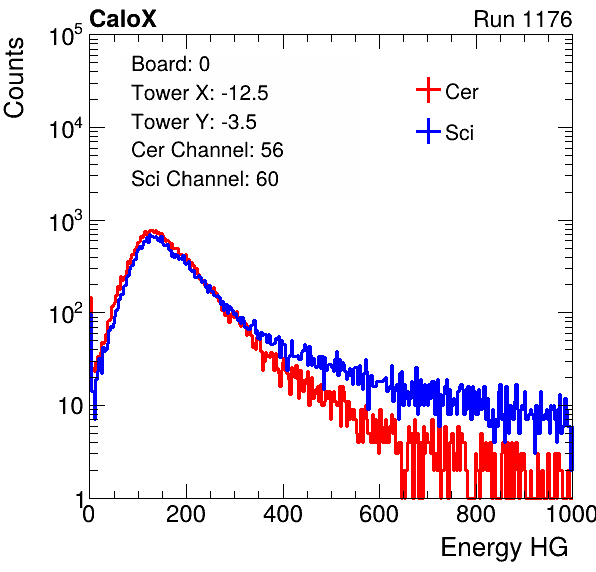 CaloX Run 1176
Counts
10^5
10^4
10^3
10^2
10
1
Board: 0
Tower X: -12.5
Tower Y: -3.5
Cer Channel: 56
Sci Channel: 60
Cer
Sci
0 200 400 600 800 1000
Energy HG